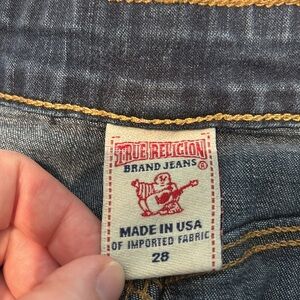 TRUE RELIGION
BRAND JEANS®
MADE IN USA
OF IMPORTED FABRIC
28